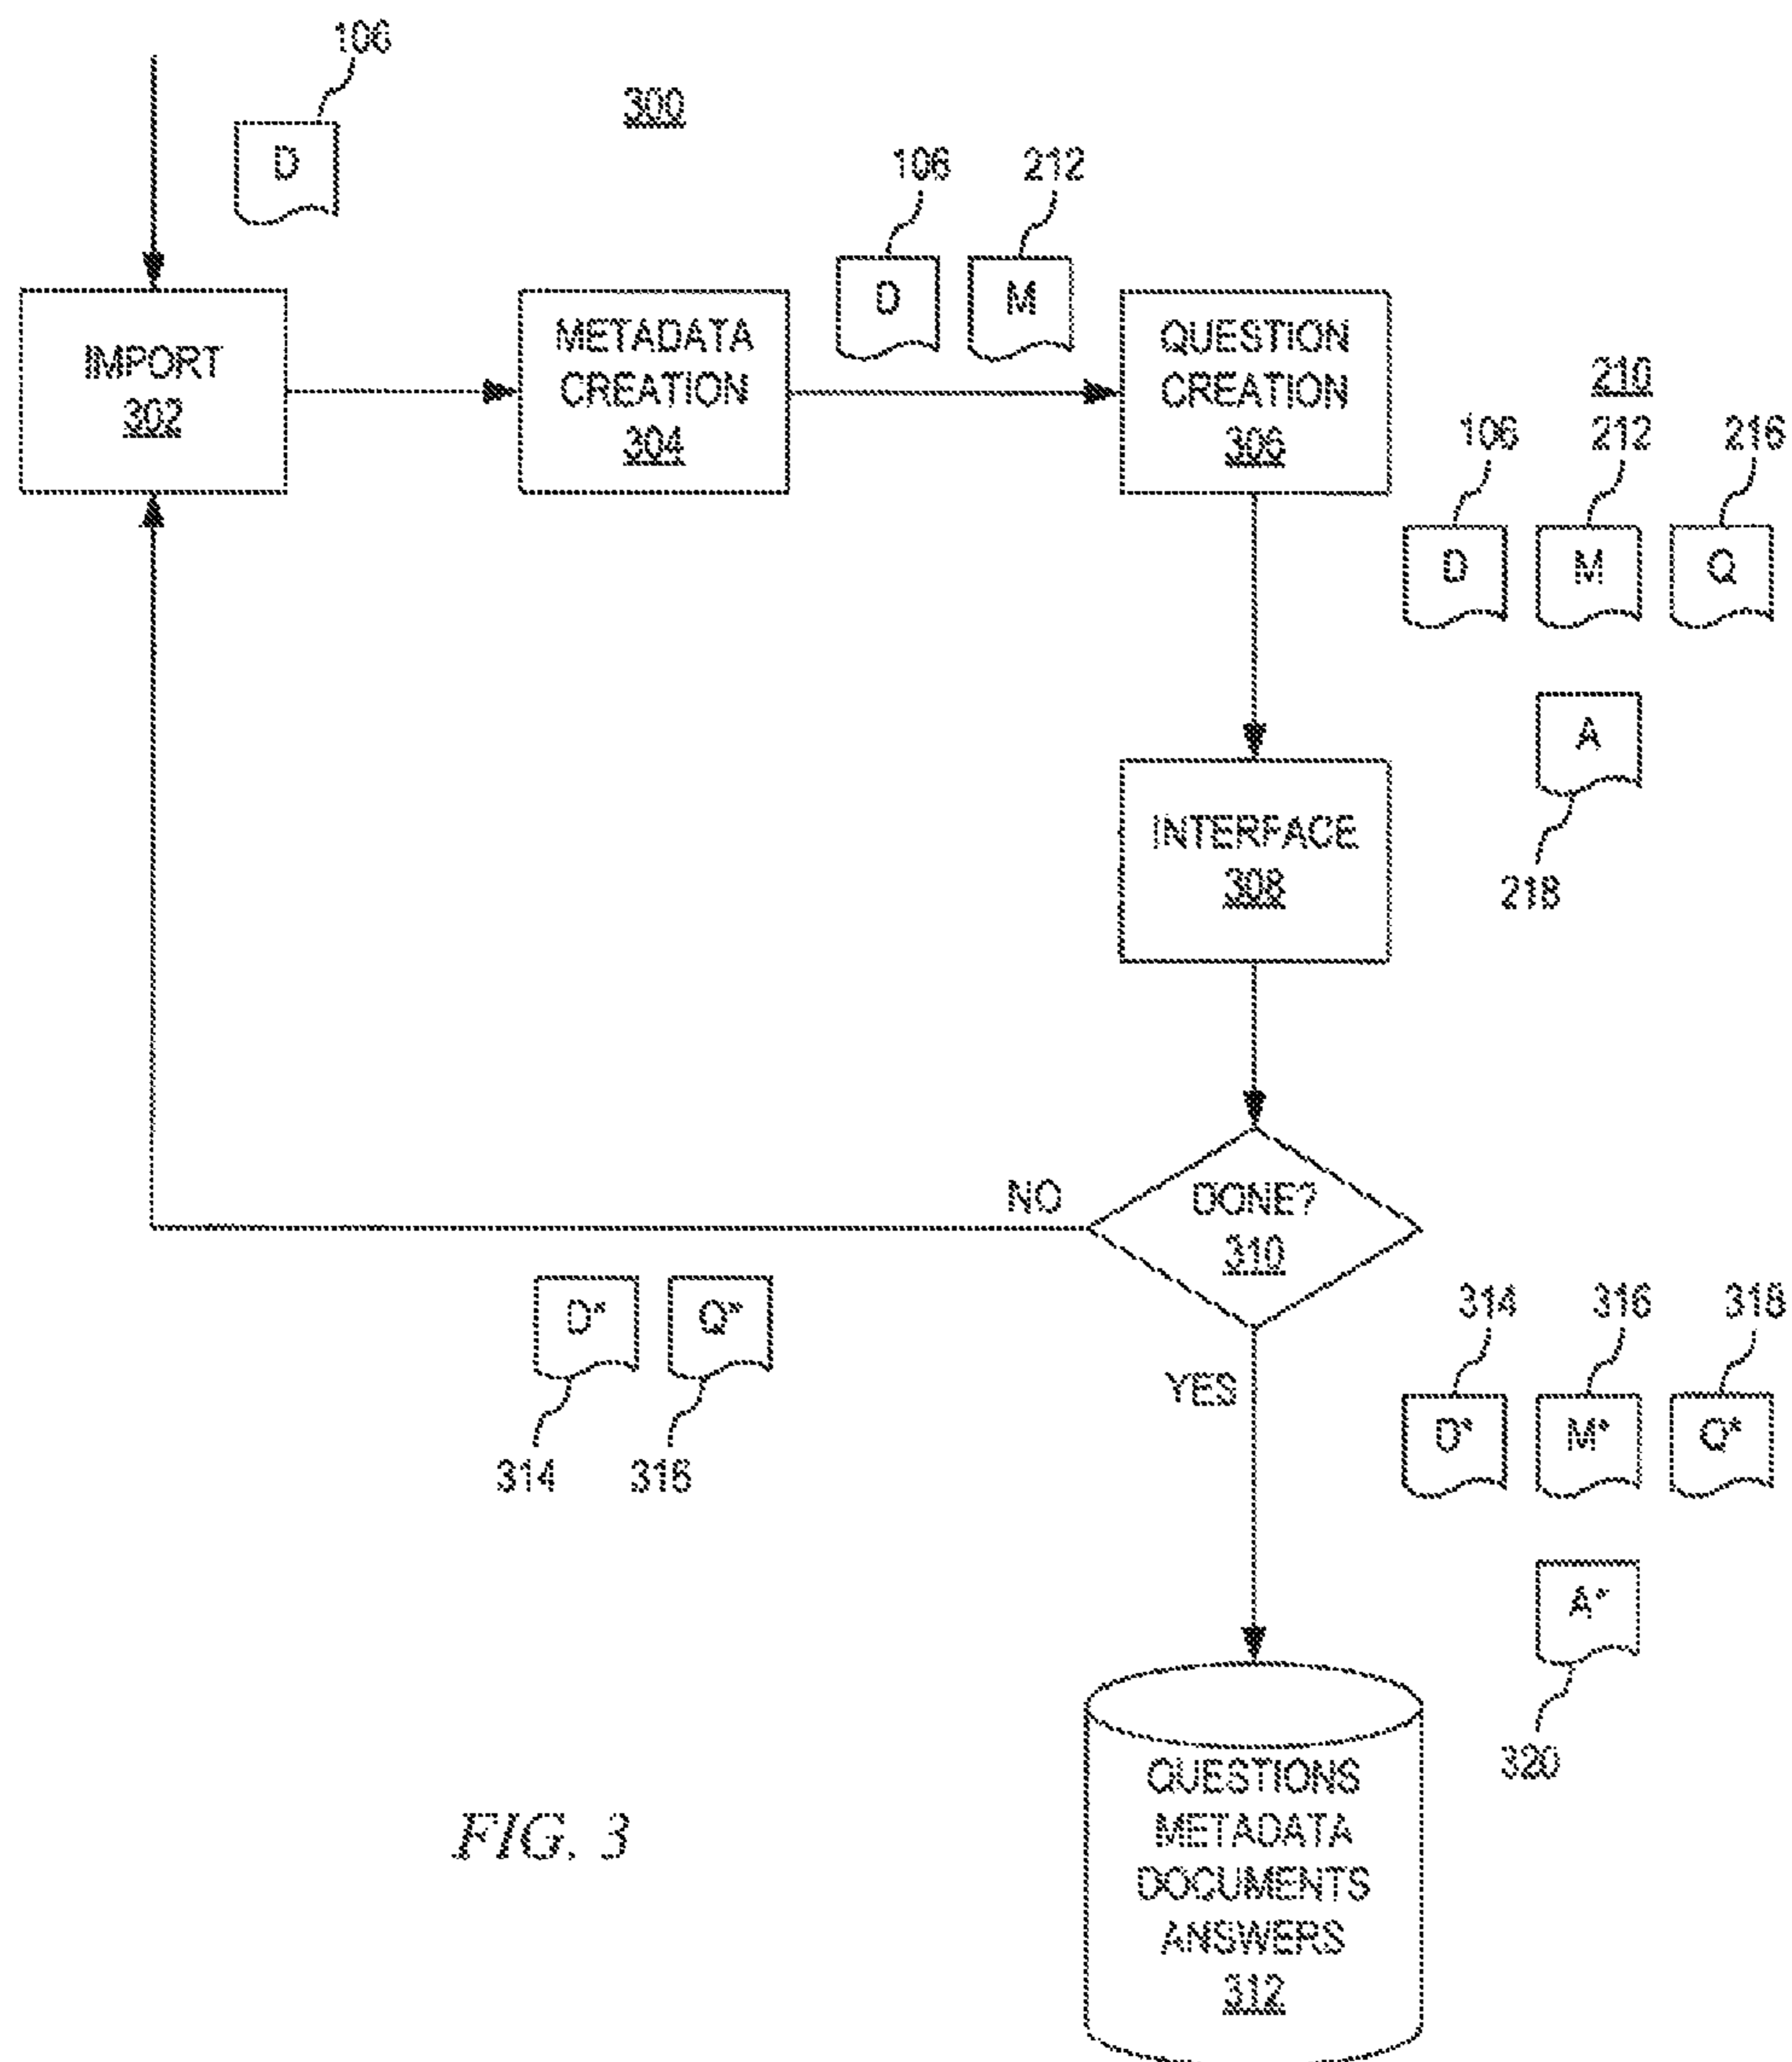 106
300
D
106
212
D
M
IMPORT
302
METADATA
CREATION
304
QUESTION
CREATION
306
210
106
212
216
D
M
Q
A
218
INTERFACE
308
DONE?
310
NO
YES
D*
Q*
314
316
314
316
318
D*
M*
Q*
A*
320
QUESTIONS
METADATA
DOCUMENTS
ANSWERS
312
FIG. 3